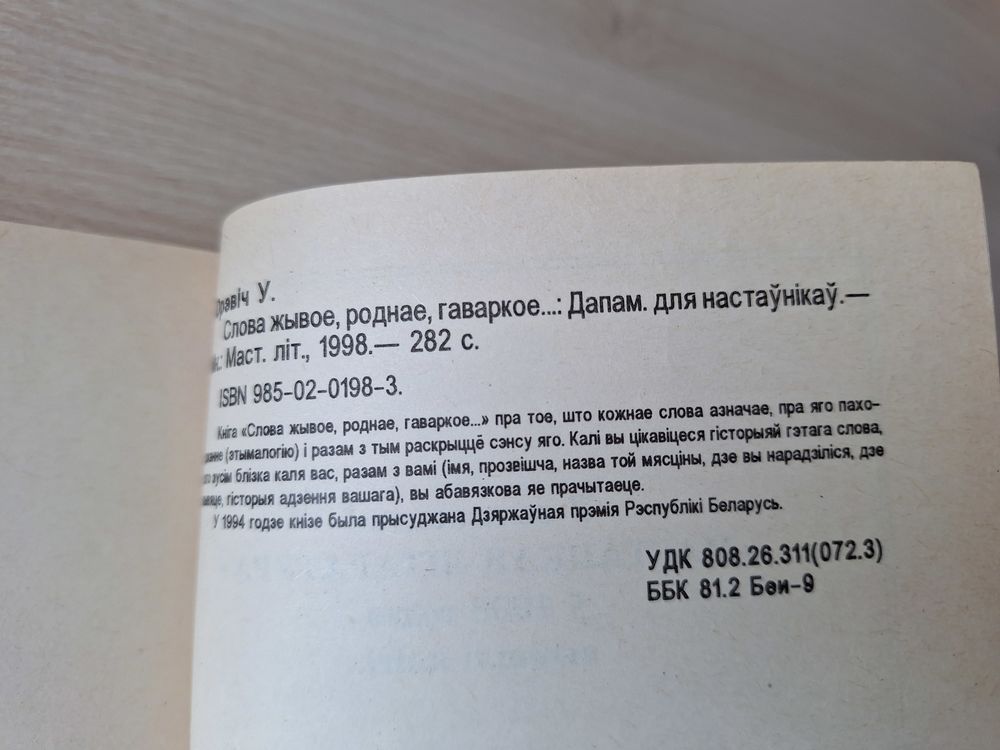 У.
Слова жывое, роднае, гаваркое...: Дапам. для настаўнікаў.—
Маст. літ., 1998.— 282 с.
ISBN 985-02-0198-3.
Кніга «Слова жывое, роднае, гаваркое...» пра тое, што кожнае слова азначае, пра яго пахо-
(этымалогію) і разам з тым раскрыццё сэнсу яго. Калі вы цікавіцеся гісторыяй гэтага слова,
зусім блізка каля вас, разам з вамі (імя, прозвішча, назва той мясціны, дзе вы нарадзіліся, дзе
гісторыя адзення вашага), вы абавязкова яе прачытаеце.
У 1994 годзе кнізе была прысуджана Дзяржаўная прэмія Рэспублікі Беларусь.
УДК 808.26.311(072.3)
ББК 81.2 Беи-9